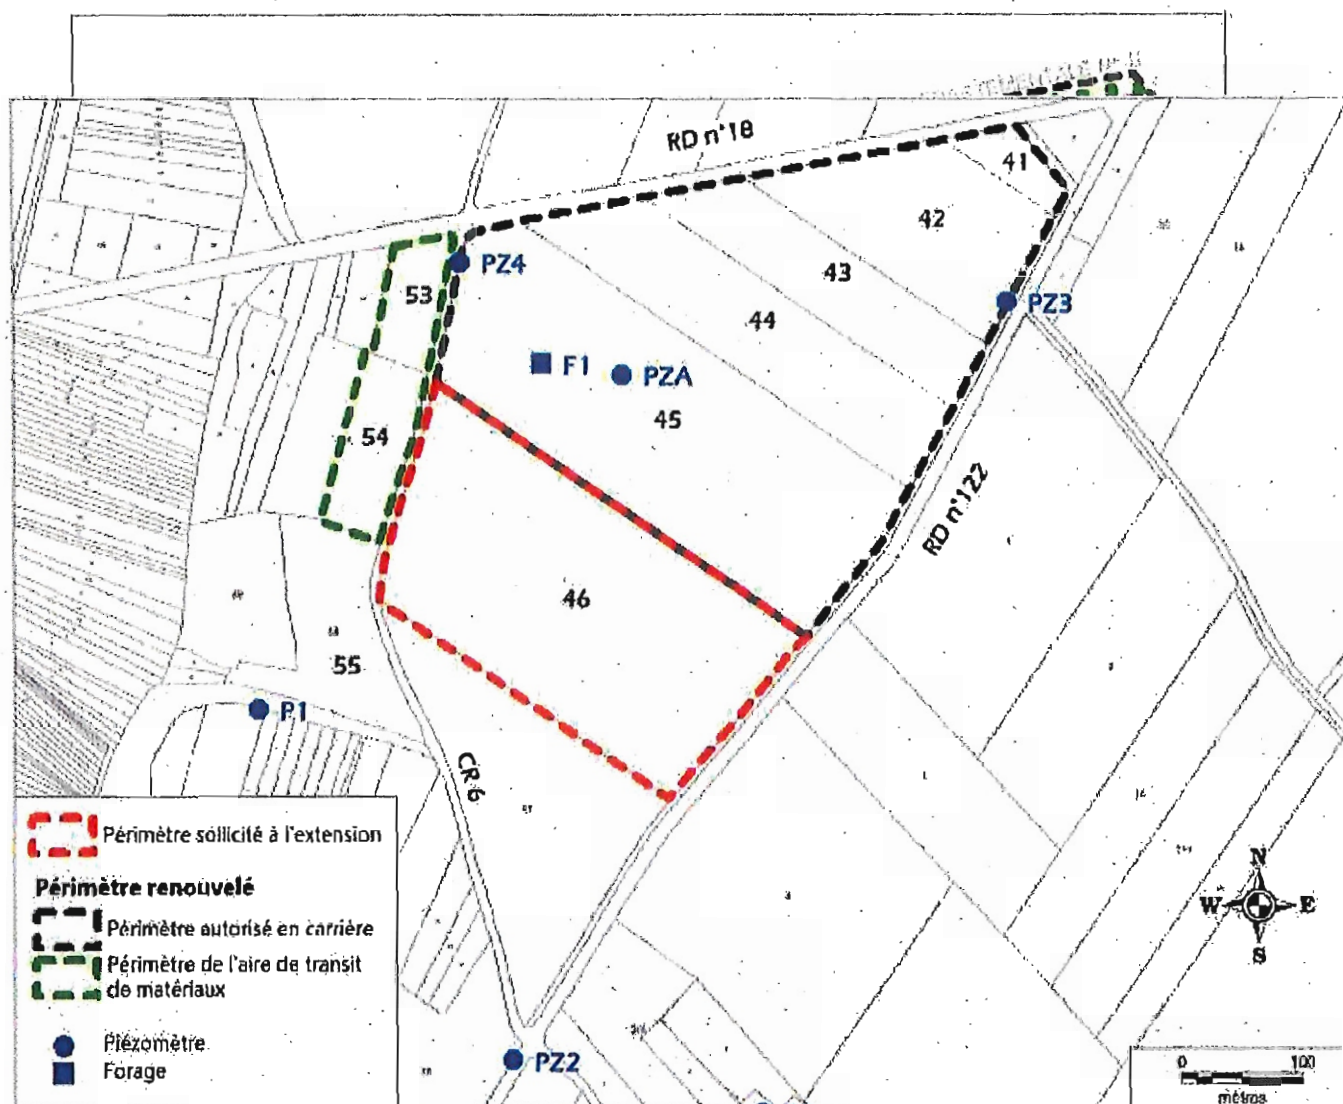 RD n°18
41
42
PZ4
53
43
PZ3
44
F1
PZA
45
54
RD n°122
46
55
P1
CR 6
Périmètre sollicité à l'extension
Périmètre renouvelé
Périmètre autorisé en carrière
Périmètre de l'aire de transit
de matériaux
Piézomètre
Forage
PZ2
N
W E
S
0 100
mètres